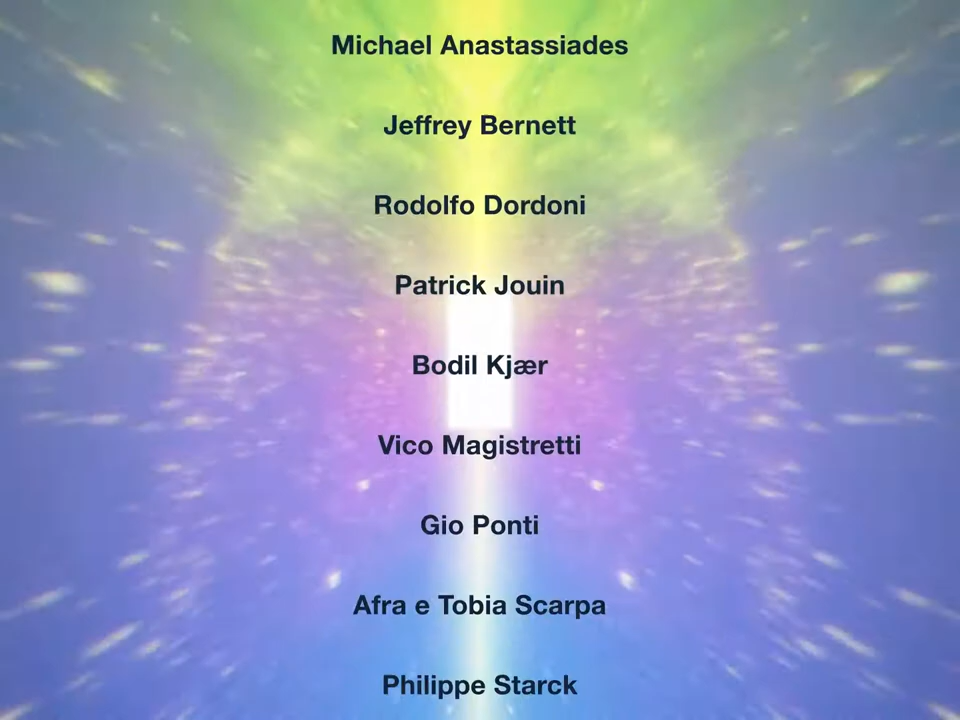 Michael Anastassiades
Jeffrey Bernett
Rodolfo Dordoni
Patrick Jouin
Bodil Kjær
Vico Magistretti
Gio Ponti
Afra e Tobia Scarpa
Philippe Starck